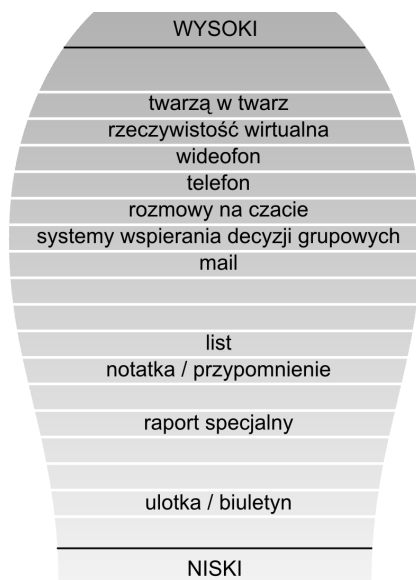 WYSOKI
twarzą w twarz
rzeczywistość wirtualna
wideofon
telefon
rozmowy na czacie
systemy wspierania decyzji grupowych
mail
list
notatka / przypomnienie
raport specjalny
ulotka / biuletyn
NISKI